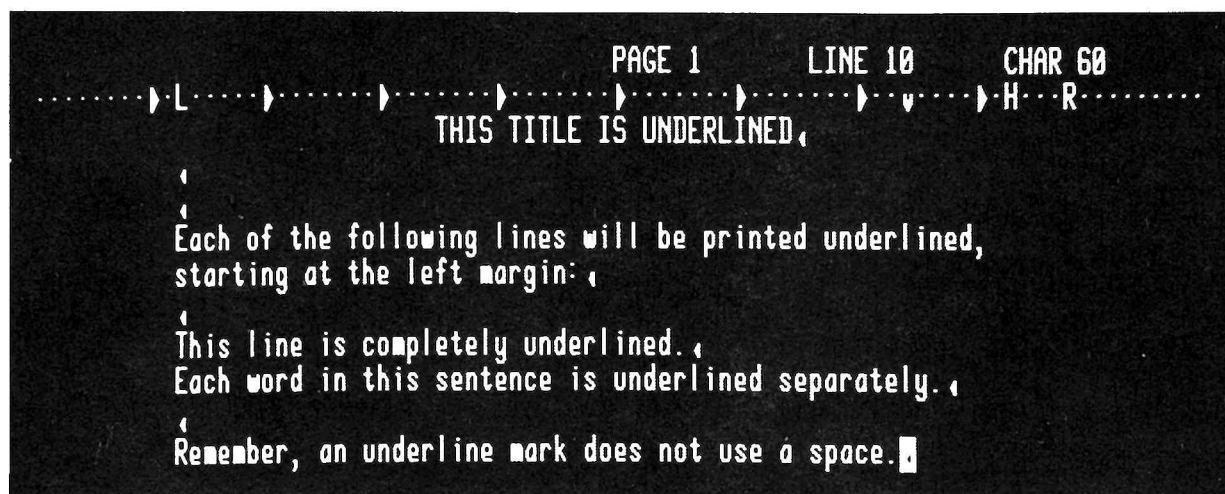 PAGE 1 LINE 10 CHAR 60
L H R
THIS TITLE IS UNDERLINED
Each of the following lines will be printed underlined,
starting at the left margin:
This line is completely underlined.
Each word in this sentence is underlined separately.
Remember, an underline mark does not use a space.